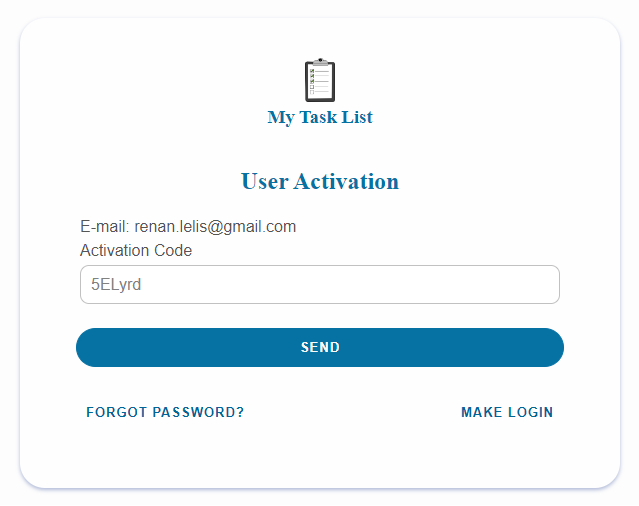 My Task List
User Activation
E-mail: renan.lelis@gmail.com
Activation Code
5ELyrd
SEND
FORGOT PASSWORD? MAKE LOGIN